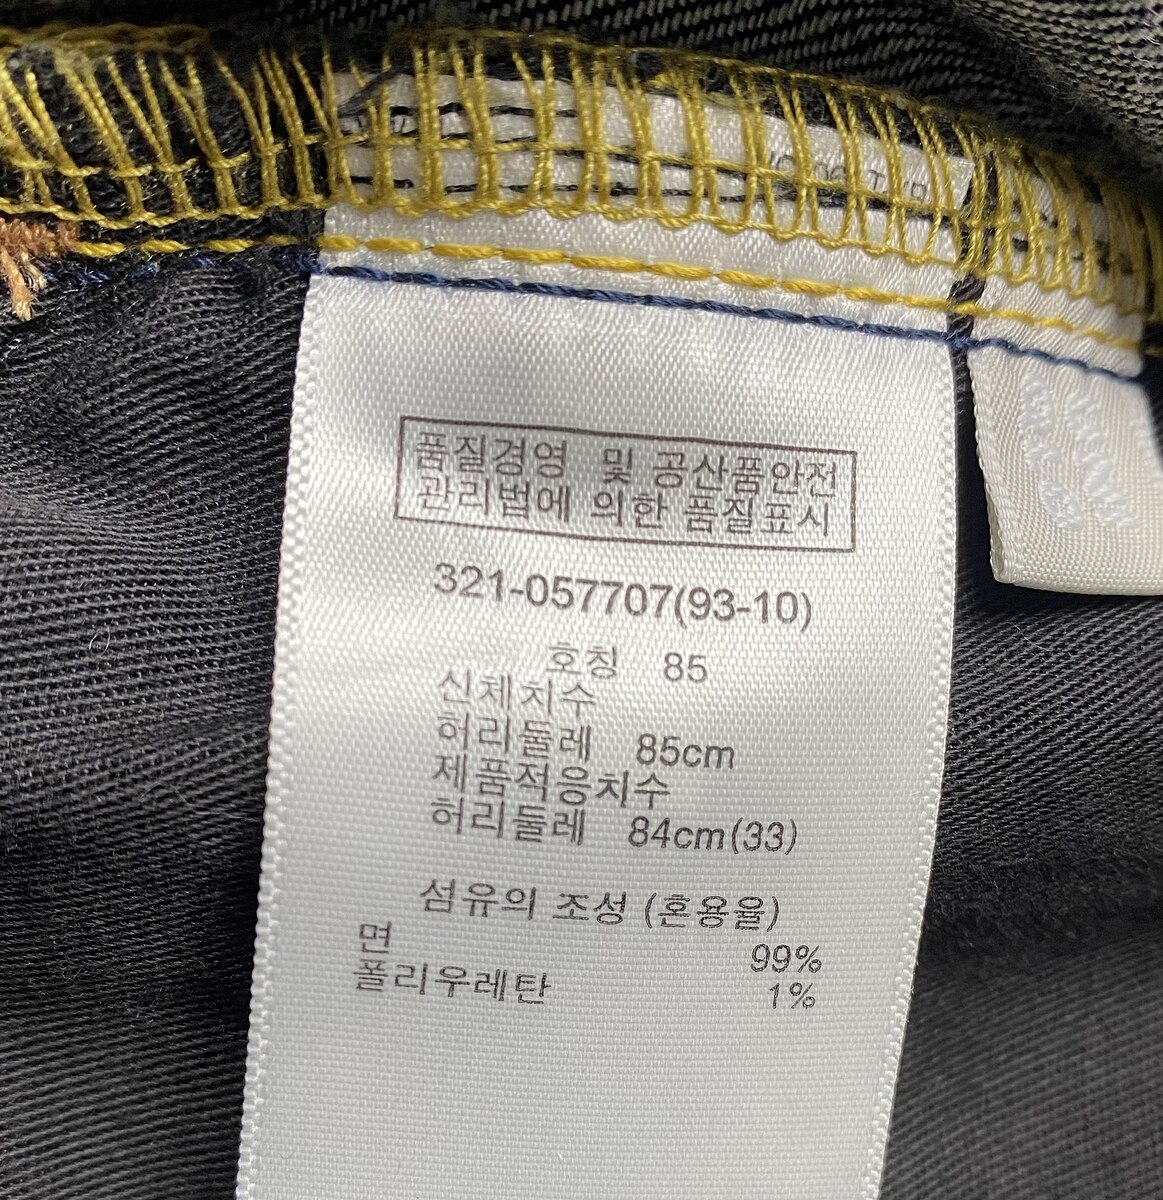 품질경영 및 공산품안전
관리법에 의한 품질표시
321-057707(93-10)
호칭 85
신체치수
허리둘레 85cm
제품적응치수
허리둘레 84cm(33)
섬유의 조성 (혼용율)
면 99%
폴리우레탄 1%